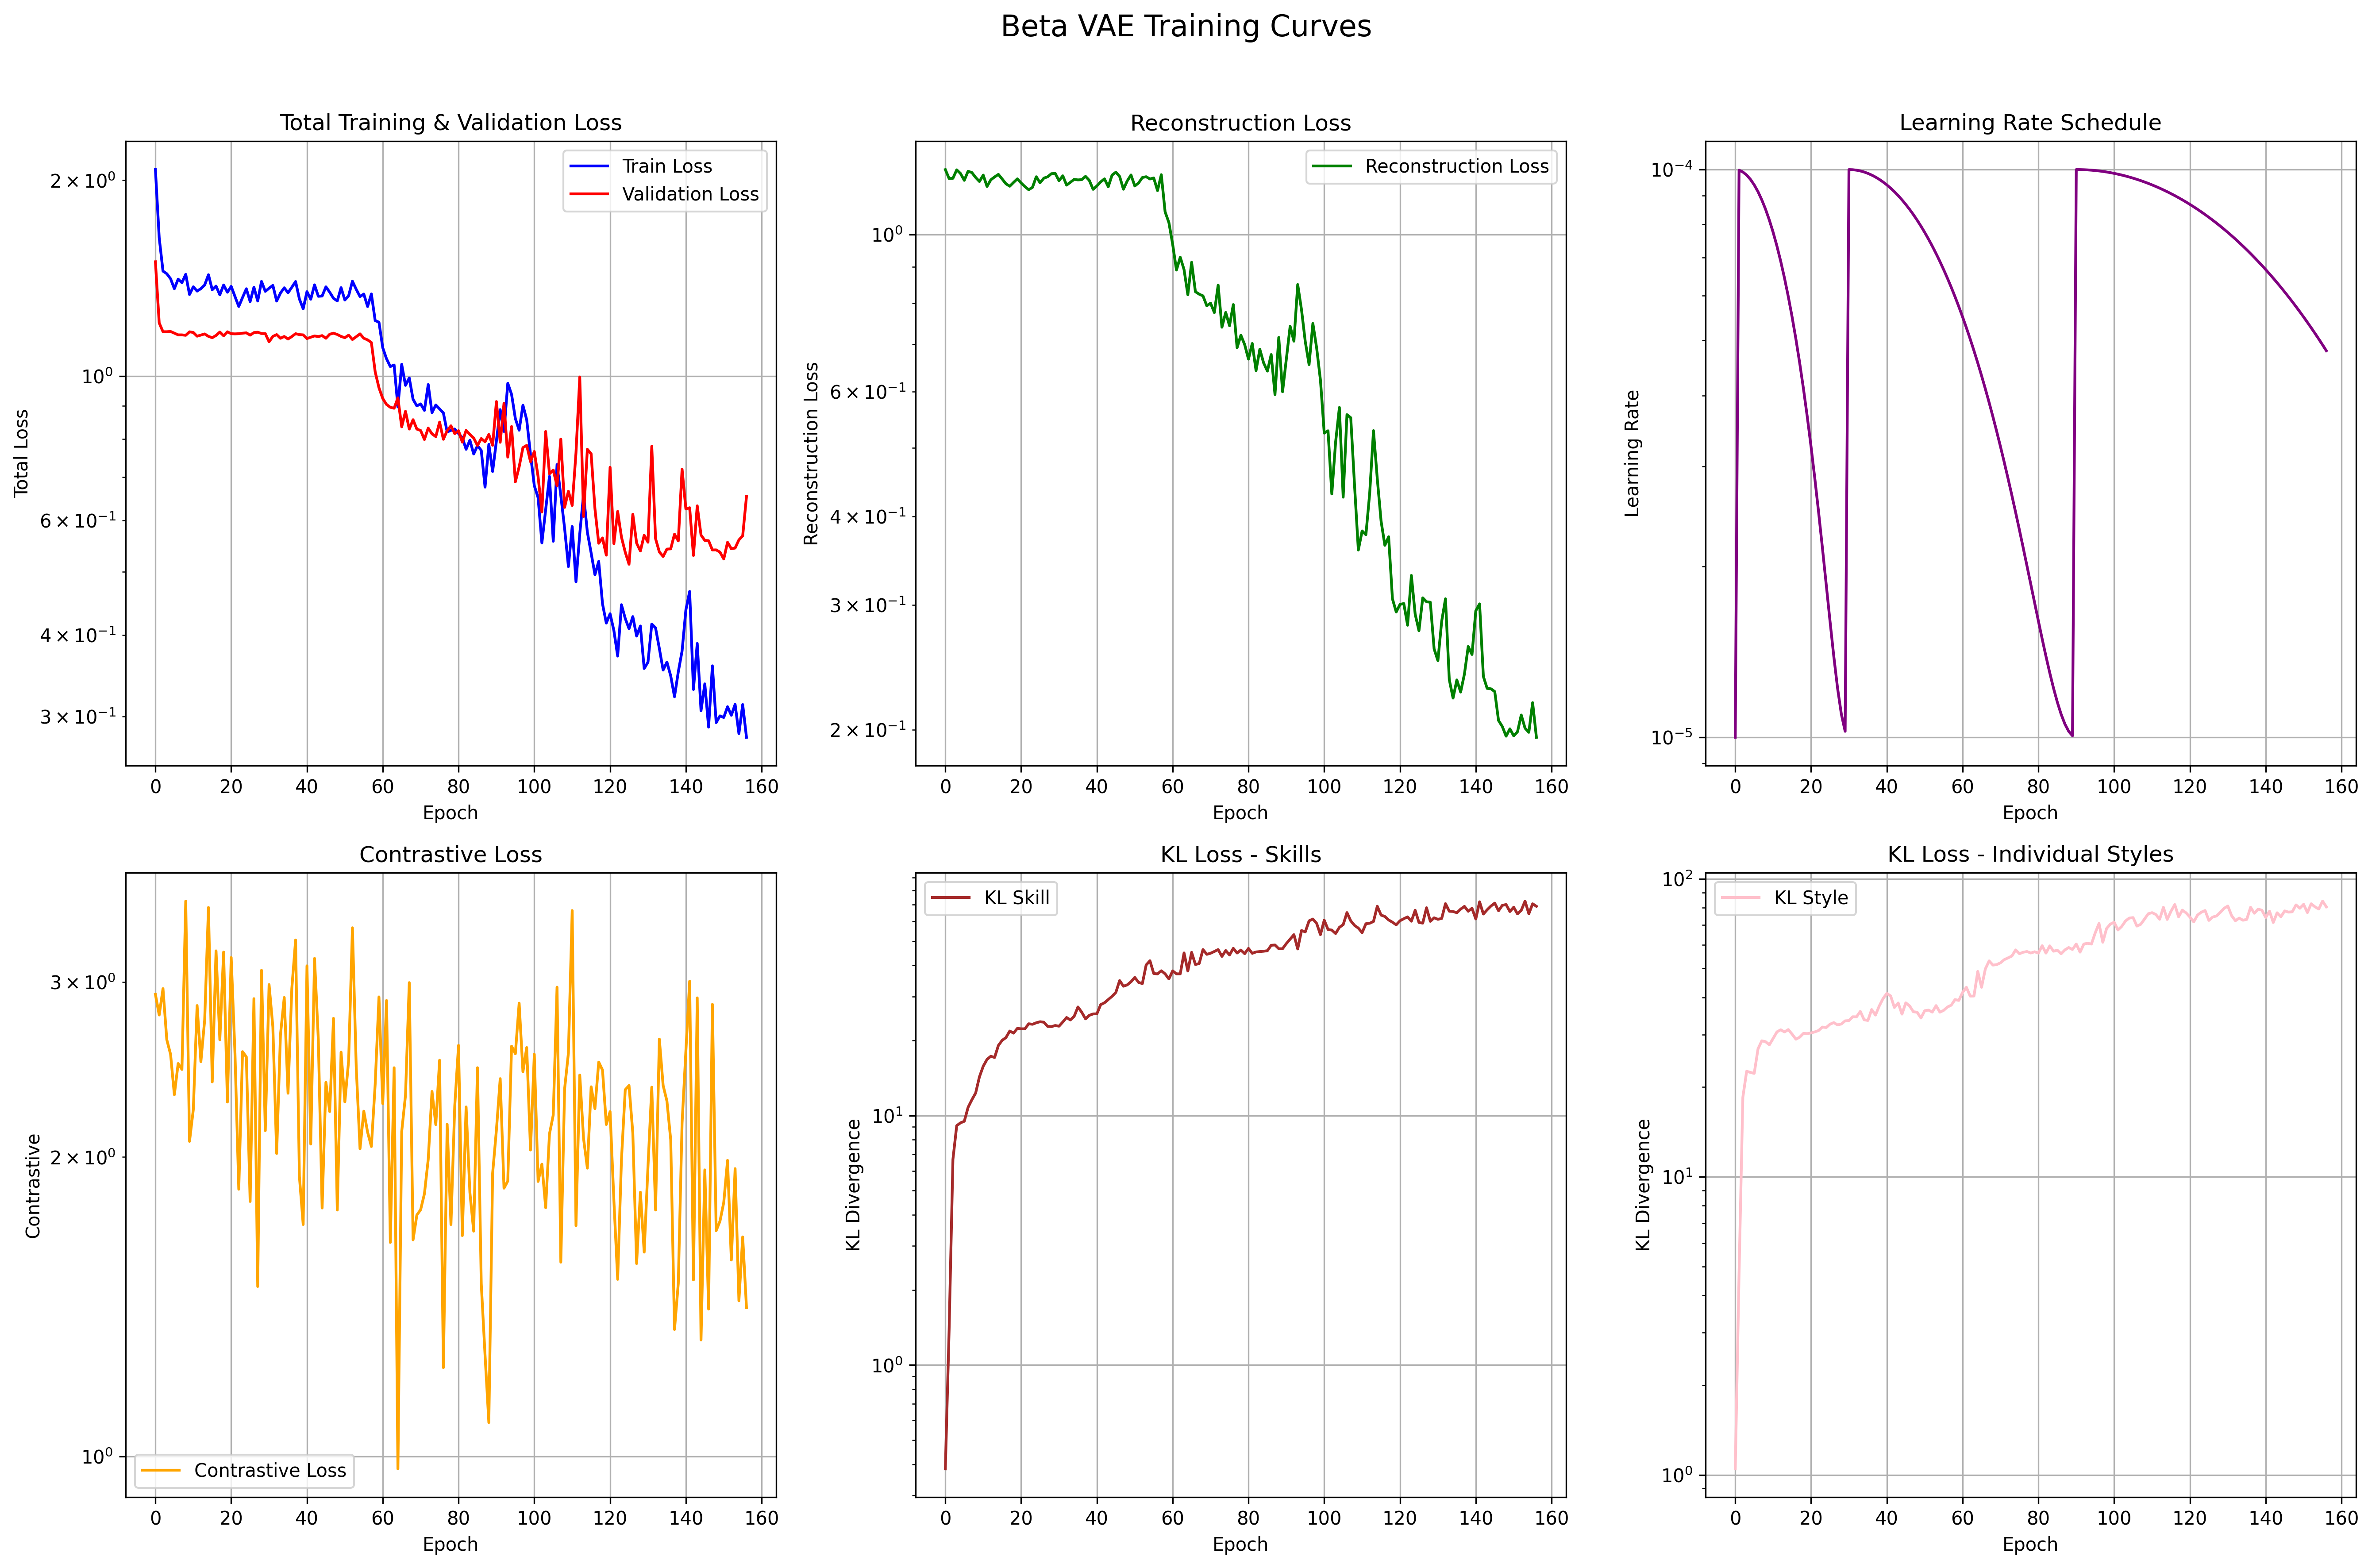 Beta VAE Training Curves
Total Training & Validation Loss
Train Loss
Validation Loss
2 × 10⁰
10⁰
6 × 10⁻¹
4 × 10⁻¹
3 × 10⁻¹
Total Loss
0 20 40 60 80 100 120 140 160
Epoch
Reconstruction Loss
Reconstruction Loss
10⁰
6 × 10⁻¹
4 × 10⁻¹
3 × 10⁻¹
2 × 10⁻¹
Reconstruction Loss
0 20 40 60 80 100 120 140 160
Epoch
Learning Rate Schedule
10⁻⁴
10⁻⁵
Learning Rate
0 20 40 60 80 100 120 140 160
Epoch
Contrastive Loss
3 × 10⁰
2 × 10⁰
10⁰
Contrastive
Contrastive Loss
0 20 40 60 80 100 120 140 160
Epoch
KL Loss - Skills
KL Skill
10¹
10⁰
KL Divergence
0 20 40 60 80 100 120 140 160
Epoch
KL Loss - Individual Styles
KL Style
10²
10¹
10⁰
KL Divergence
0 20 40 60 80 100 120 140 160
Epoch